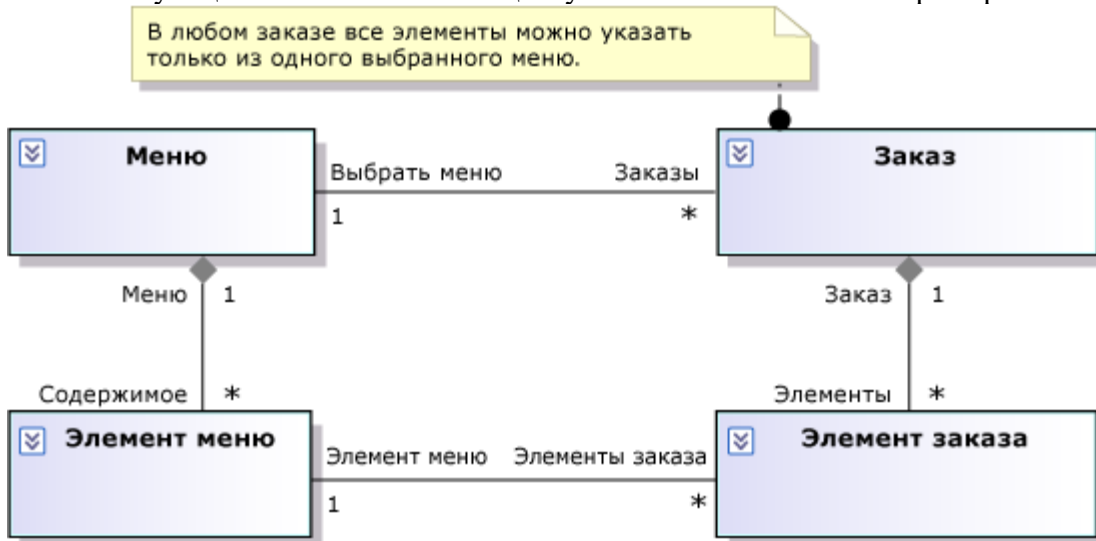 В любом заказе все элементы можно указать
только из одного выбранного меню.
Меню
Заказ
Выбрать меню
Заказы
1
*
Меню
1
Заказ
1
Содержимое
*
Элементы
*
Элемент меню
Элемент заказа
Элемент меню
Элементы заказа
1
*